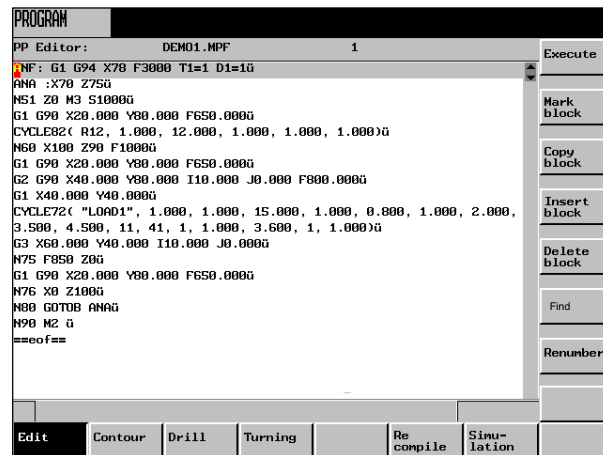 PROGRAM
PP Editor: DEMO1.MPF 1
NF: G1 G94 X78 F3000 T1=1 D1=1ü
ANA :X70 Z75ü
N51 Z0 M3 S1000ü
G1 G90 X20.000 Y80.000 F650.000ü
CYCLE82( R12, 1.000, 12.000, 1.000, 1.000, 1.000)ü
N60 X100 Z90 F1000ü
G1 G90 X20.000 Y80.000 F650.000ü
G2 G90 X40.000 Y80.000 I10.000 J0.000 F800.000ü
G1 X40.000 Y40.000ü
CYCLE72( "LOAD1", 1.000, 1.000, 15.000, 1.000, 0.800, 1.000, 2.000,
3.500, 4.500, 11, 41, 1, 1.000, 3.600, 1, 1.000)ü
G3 X60.000 Y40.000 I10.000 J0.000ü
N75 F850 Z0ü
G1 G90 X20.000 Y80.000 F650.000ü
N76 X0 Z100ü
N80 GOTOB ANAü
N90 M2 ü
==eof==
Execute
Mark
block
Copy
block
Insert
block
Delete
block
Find
Renumber
Edit Contour Drill Turning Re
compile Simu-
lation